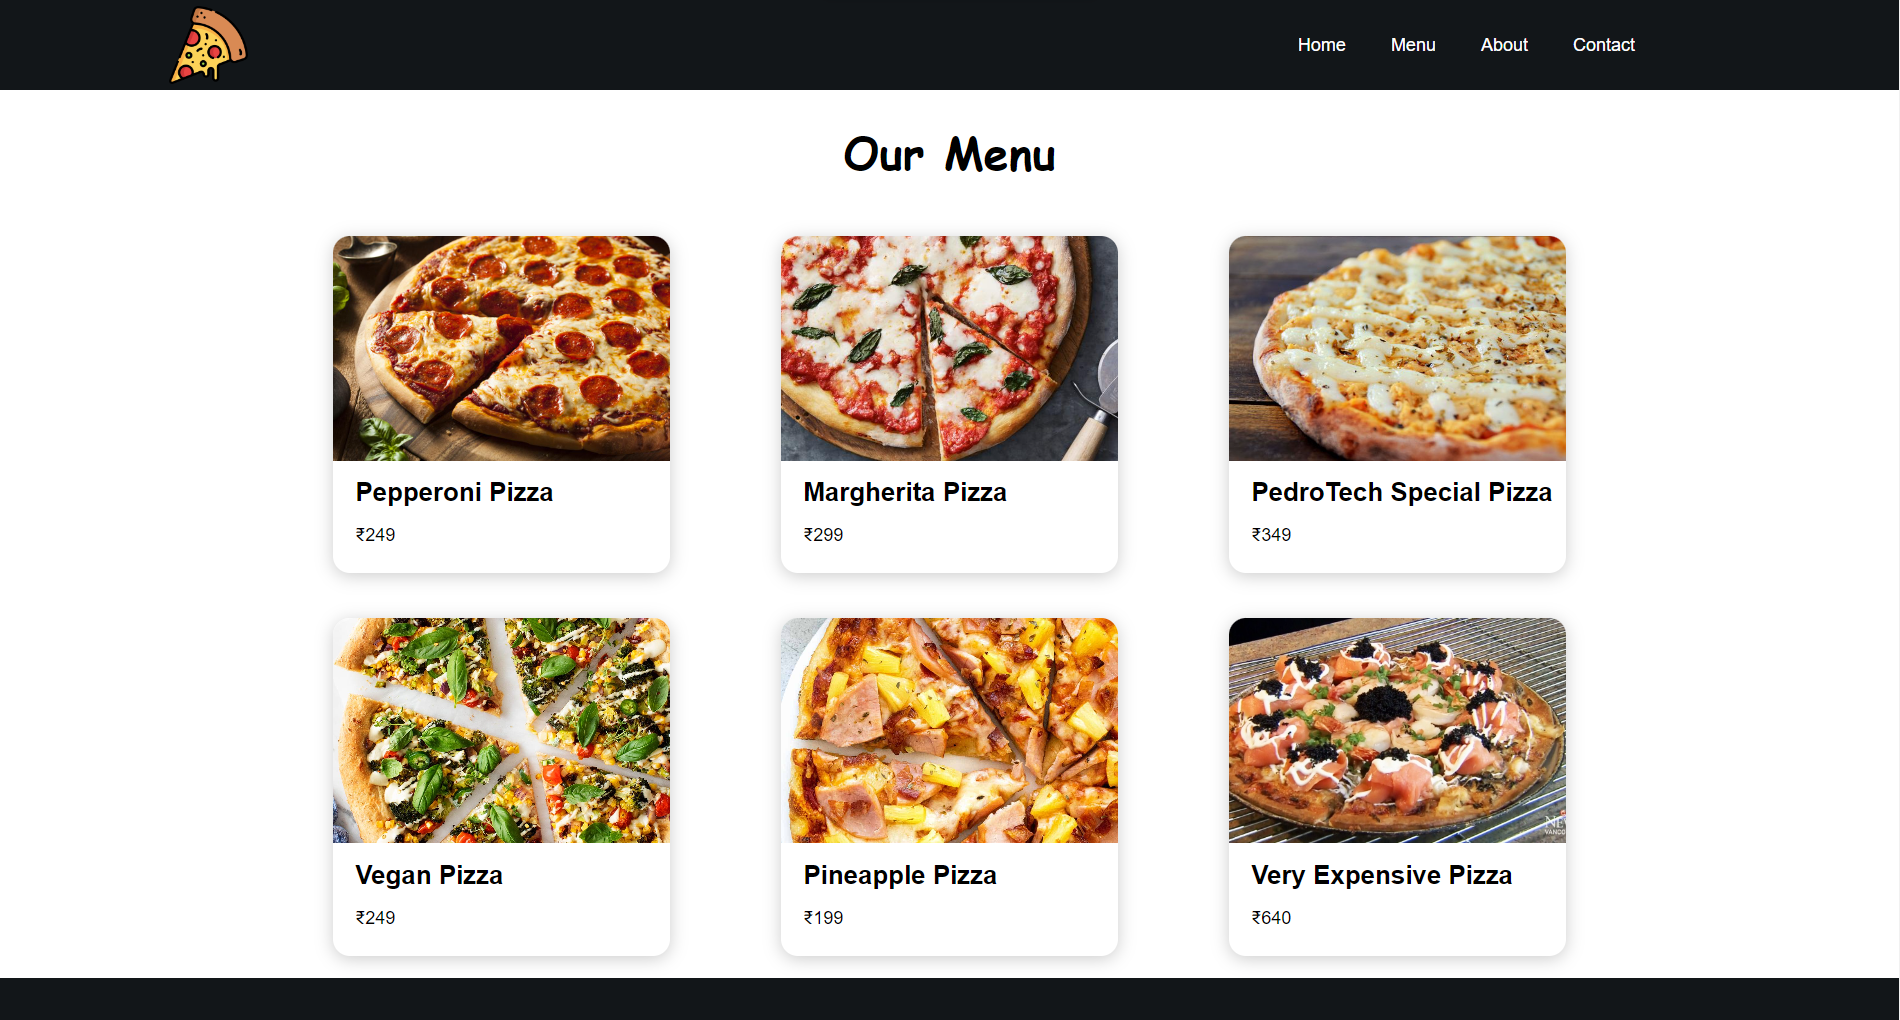 Home Menu About Contact
Our Menu
Pepperoni Pizza
₹249
Margherita Pizza
₹299
PedroTech Special Pizza
₹349
Vegan Pizza
₹249
Pineapple Pizza
₹199
Very Expensive Pizza
₹640